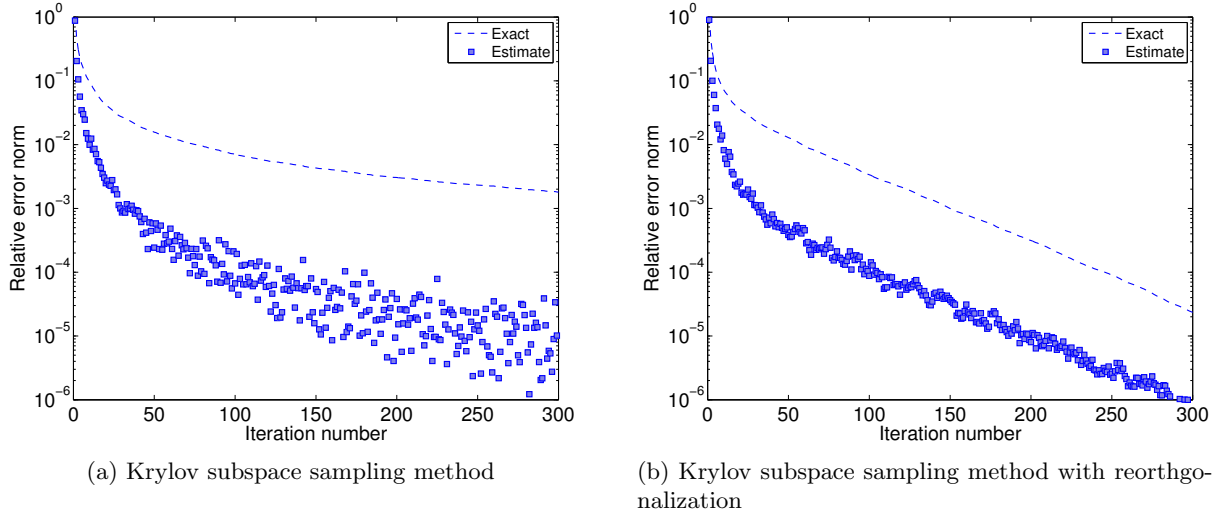 10^0
10^-1
10^-2
10^-3
10^-4
10^-5
10^-6
0 50 100 150 200 250 300
Relative error norm
Iteration number
Exact
Estimate
(a) Krylov subspace sampling method
10^0
10^-1
10^-2
10^-3
10^-4
10^-5
10^-6
0 50 100 150 200 250 300
Relative error norm
Iteration number
Exact
Estimate
(b) Krylov subspace sampling method with reorthgo-
nalization